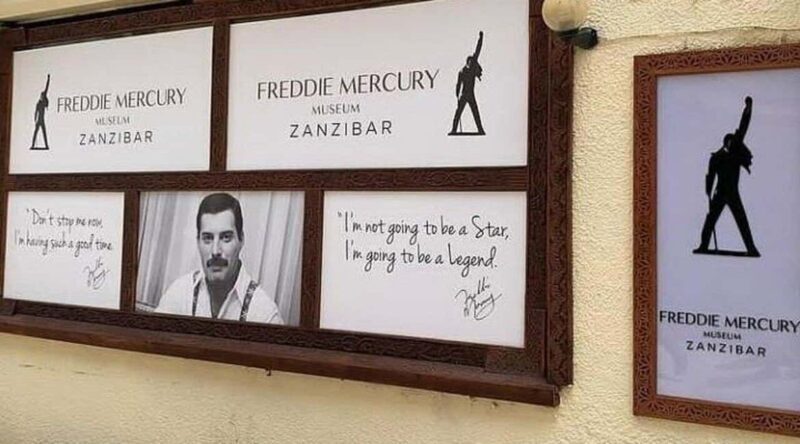 FREDDIE MERCURY
MUSEUM
ZANZIBAR
FREDDIE MERCURY
MUSEUM
ZANZIBAR
"Don't stop me now,
I'm having such a good time
"I'm not going to be a Star,
I'm going to be a Legend.
FREDDIE MERCURY
MUSEUM
ZANZIBAR